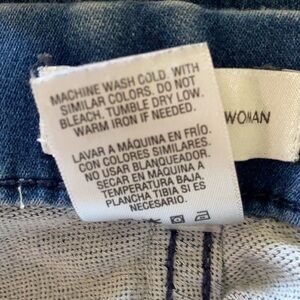 MACHINE WASH COLD. WITH
SIMILAR COLORS. DO NOT
BLEACH. TUMBLE DRY LOW.
WARM IRON IF NEEDED.
LAVAR A MÁQUINA EN FRÍO.
CON COLORES SIMILARES.
NO USAR BLANQUEADOR.
SECAR EN MÁQUINA A
TEMPERATURA BAJA.
PLANCHA TIBIA SI ES
NECESARIO.
WOMAN